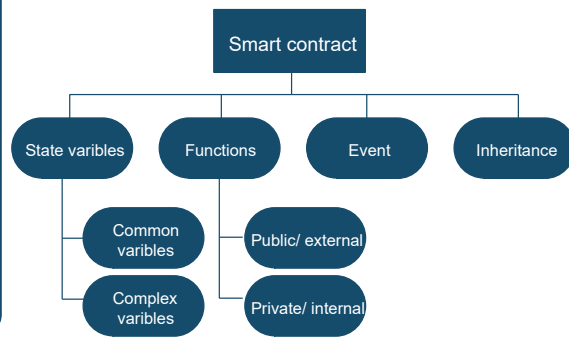 Smart contract
State varibles
Functions
Event
Inheritance
Common
varibles
Public/ external
Complex
varibles
Private/ internal